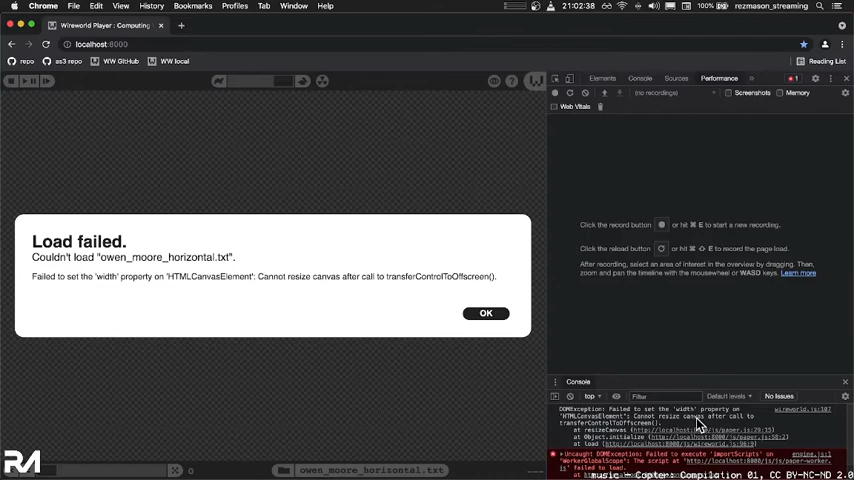 Chrome File Edit View History Bookmarks Profiles Tab Window Help 100% 21:02:38 rezmason_streaming
Wireworld Player : Computing
localhost:8000
repo as3 repo WW GitHub WW local Reading List
Elements Console Sources Performance » 1
(no recordings) Screenshots Memory
Web Vitals
Click the record button or hit ⌘ E to start a new recording.
Click the reload button or hit ⌘ ⇧ E to record the page load.
After recording, select an area of interest in the overview by dragging. Then,
zoom and pan the timeline with the mousewheel or WASD keys. Learn more
Load failed.
Couldn't load "owen_moore_horizontal.txt".
Failed to set the 'width' property on 'HTMLCanvasElement': Cannot resize canvas after call to transferControlToOffscreen().
OK
Console
top Filter Default levels No Issues
DOMException: Failed to set the 'width' property on wireworld.js:107
'HTMLCanvasElement': Cannot resize canvas after call to
transferControlToOffscreen().
at resizeCanvas (http://localhost:8000/js/paper.js:29:15)
at Object.initialize (http://localhost:8000/js/paper.js:58:2)
at load (http://localhost:8000/js/wireworld.js:96:9)
Uncaught DOMException: Failed to execute 'importScripts' on engine.js:1
'WorkerGlobalScope': The script at 'http://localhost:8000/js/js/paper-worker.
js' failed to load.
RM
owen_moore_horizontal.txt
0
music — Copter: Compilation 01, CC BY-NC-ND 2.0